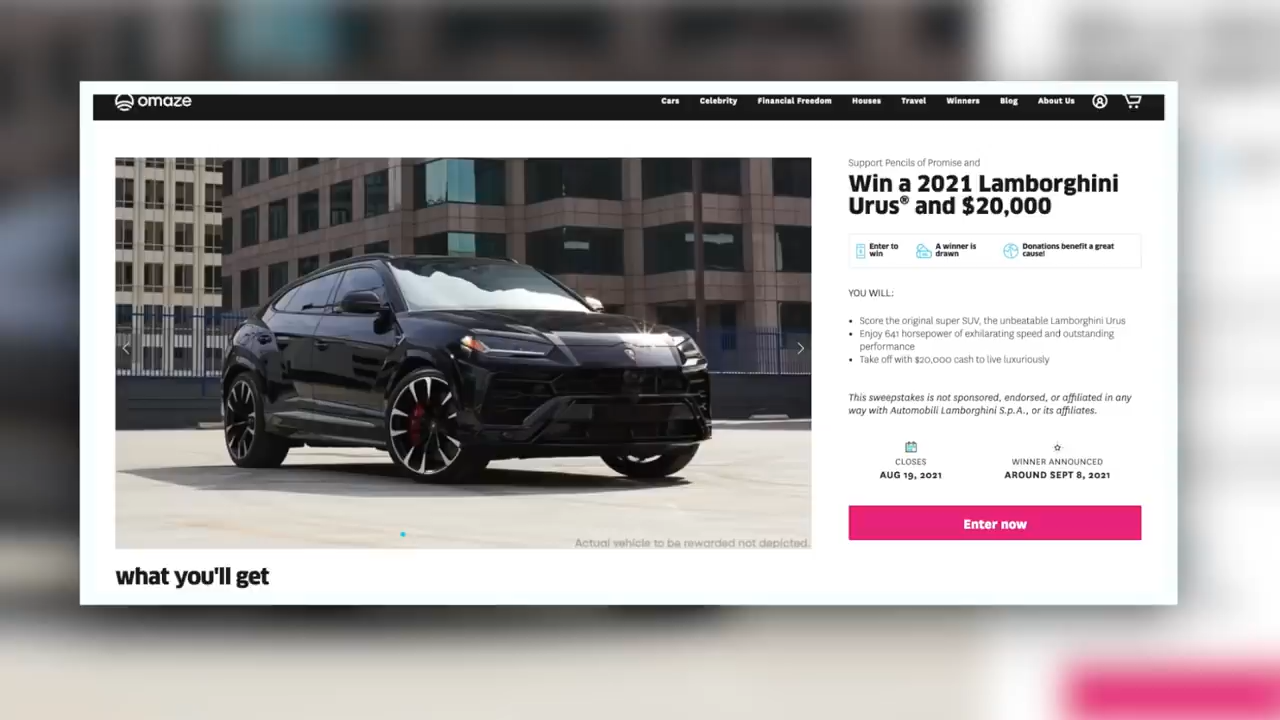 omaze
Cars Celebrity Financial Freedom Houses Travel Winners Blog About Us
Support Pencils of Promise and
Win a 2021 Lamborghini
Urus® and $20,000
Enter to
win
A winner is
drawn
Donations benefit a great
cause!
YOU WILL:
• Score the original super SUV, the unbeatable Lamborghini Urus
• Enjoy 641 horsepower of exhilarating speed and outstanding
performance
• Take off with $20,000 cash to live luxuriously
This sweepstakes is not sponsored, endorsed, or affiliated in any
way with Automobili Lamborghini S.p.A., or its affiliates.
CLOSES
AUG 19, 2021
WINNER ANNOUNCED
AROUND SEPT 8, 2021
Enter now
Actual vehicle to be rewarded not depicted.
what you'll get